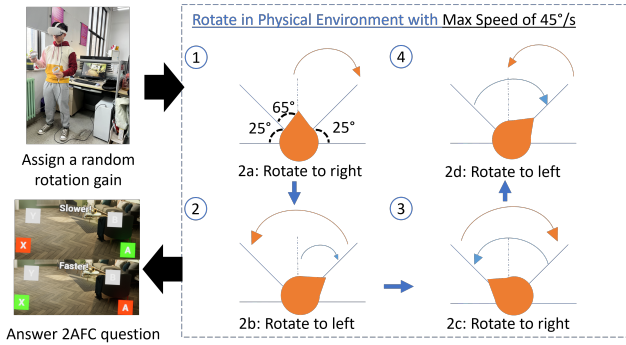 Rotate in Physical Environment with Max Speed of 45°/s
1
4
65°
25°
25°
2a: Rotate to right
2d: Rotate to left
Assign a random
rotation gain
2
3
Slower!
Y
X
A
Faster!
Y
X
A
2b: Rotate to left
2c: Rotate to right
Answer 2AFC question